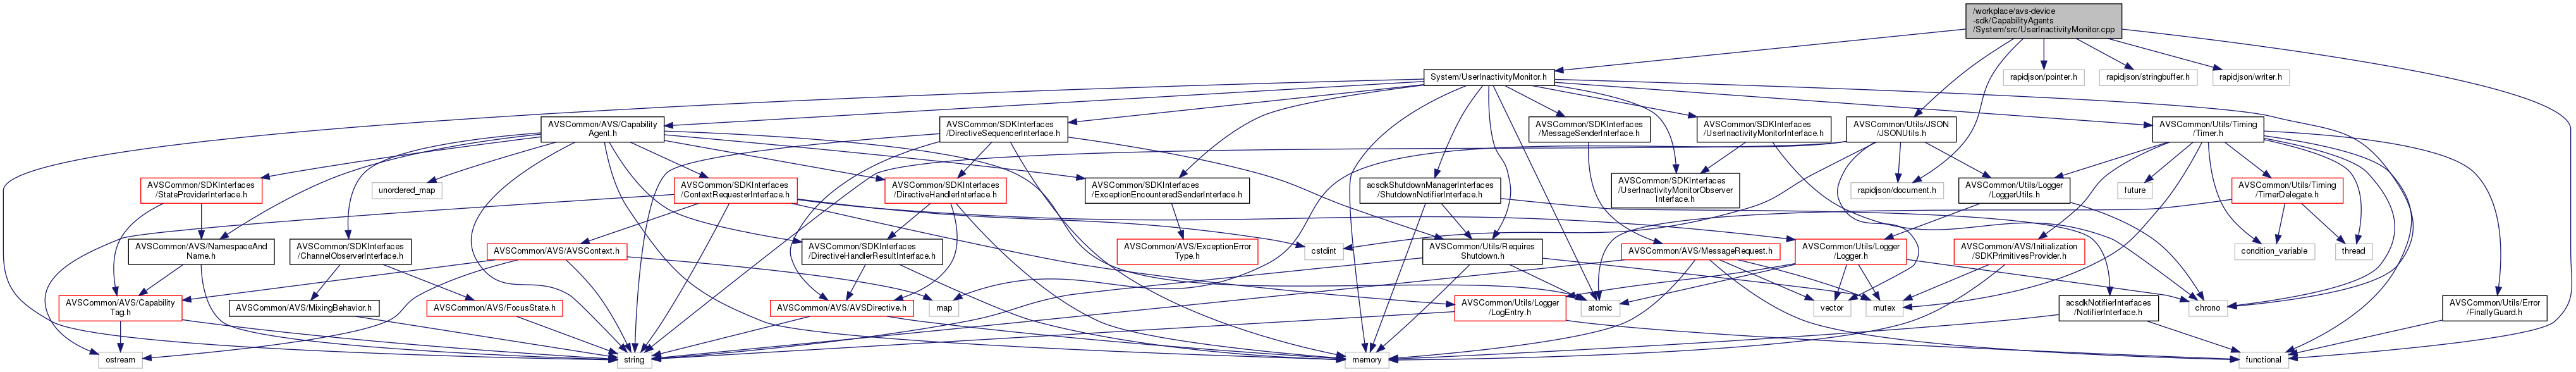 /workplace/avs-device
-sdk/CapabilityAgents
/System/src/UserInactivityMonitor.cpp
System/UserInactivityMonitor.h
rapidjson/pointer.h
rapidjson/stringbuffer.h
rapidjson/writer.h
AVSCommon/AVS/Capability
Agent.h
AVSCommon/SDKInterfaces
/DirectiveSequencerInterface.h
AVSCommon/SDKInterfaces
/MessageSenderInterface.h
AVSCommon/SDKInterfaces
/UserInactivityMonitorInterface.h
AVSCommon/Utils/JSON
/JSONUtils.h
AVSCommon/Utils/Timing
/Timer.h
AVSCommon/SDKInterfaces
/StateProviderInterface.h
unordered_map
AVSCommon/SDKInterfaces
/ContextRequesterInterface.h
AVSCommon/SDKInterfaces
/DirectiveHandlerInterface.h
AVSCommon/SDKInterfaces
/ExceptionEncounteredSenderInterface.h
acsdkShutdownManagerInterfaces
/ShutdownNotifierInterface.h
AVSCommon/SDKInterfaces
/UserInactivityMonitorObserver
Interface.h
rapidjson/document.h
AVSCommon/Utils/Logger
/LoggerUtils.h
future
AVSCommon/Utils/Timing
/TimerDelegate.h
AVSCommon/AVS/NamespaceAnd
Name.h
AVSCommon/SDKInterfaces
/ChannelObserverInterface.h
AVSCommon/AVS/AVSContext.h
cstdint
AVSCommon/SDKInterfaces
/DirectiveHandlerResultInterface.h
AVSCommon/AVS/ExceptionError
Type.h
AVSCommon/Utils/Requires
Shutdown.h
AVSCommon/AVS/MessageRequest.h
AVSCommon/Utils/Logger
/Logger.h
AVSCommon/AVS/Initialization
/SDKPrimitivesProvider.h
condition_variable
thread
AVSCommon/AVS/Capability
Tag.h
AVSCommon/AVS/MixingBehavior.h
AVSCommon/AVS/FocusState.h
AVSCommon/AVS/AVSDirective.h
map
AVSCommon/Utils/Logger
/LogEntry.h
atomic
vector
mutex
acsdkNotifierInterfaces
/NotifierInterface.h
chrono
AVSCommon/Utils/Error
/FinallyGuard.h
ostream
string
memory
functional